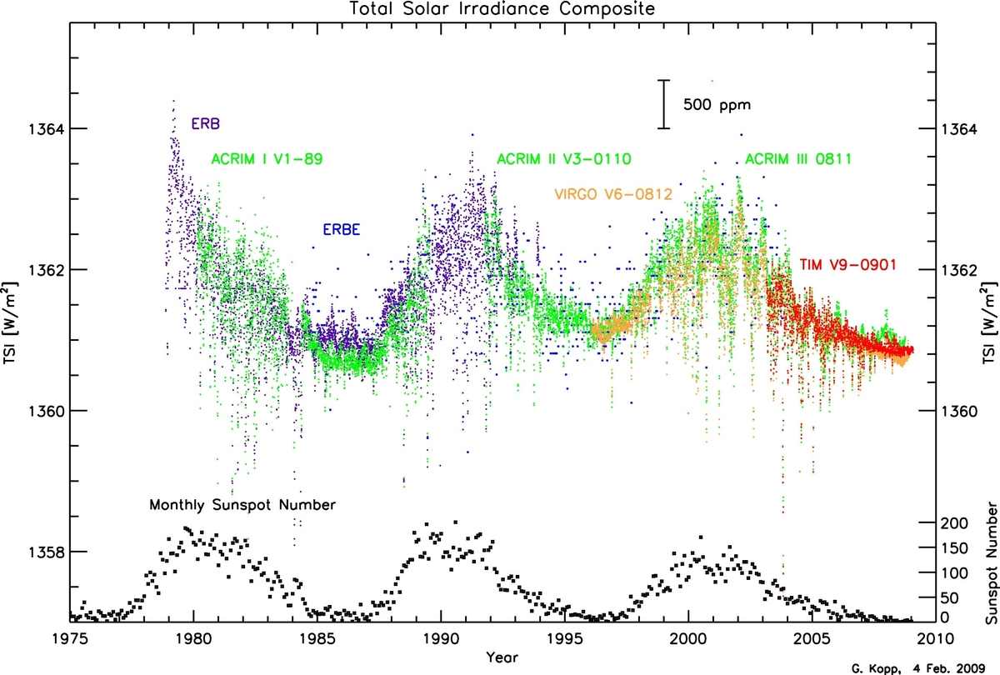 Total Solar Irradiance Composite
500 ppm
ERB
1364
1364
ACRIM I V1-89
ACRIM II V3-0110
ACRIM III 0811
VIRGO V6-0812
ERBE
TIM V9-0901
1362
1362
TSI [W/m²]
TSI [W/m²]
1360
1360
Monthly Sunspot Number
200
1358
150
100
50
0
Sunspot Number
1975
1980
1985
1990
1995
2000
2005
2010
Year
G. Kopp, 4 Feb. 2009